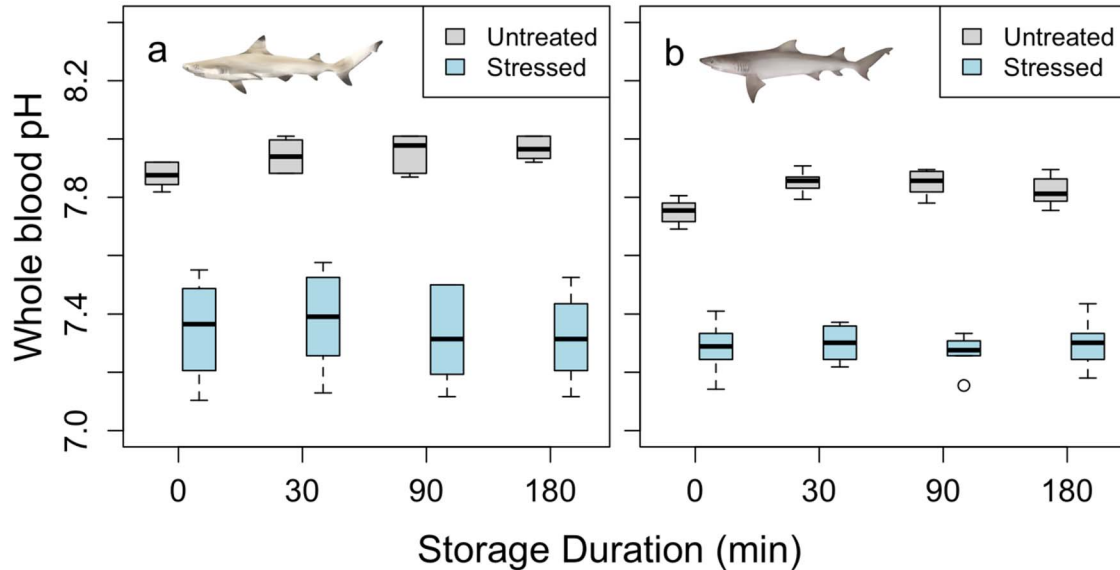 a
Untreated
Stressed
b
Untreated
Stressed
Whole blood pH
8.2
7.8
7.4
7.0
0 30 90 180
0 30 90 180
Storage Duration (min)